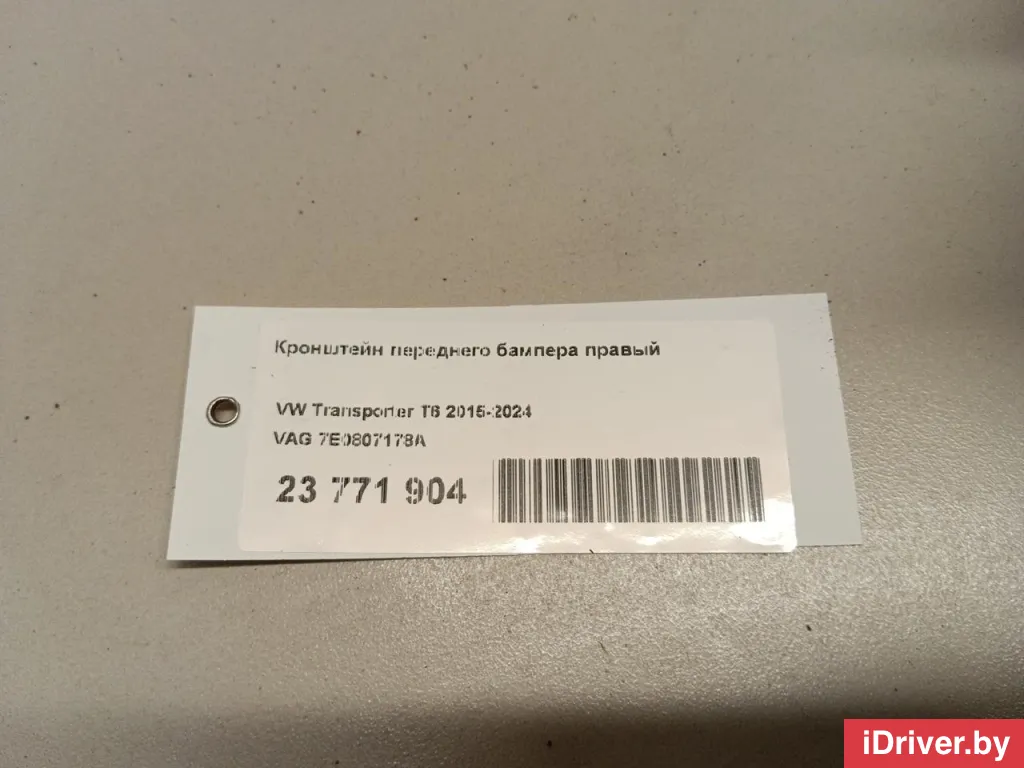 Кронштейн переднего бампера правый
VW Transporter T6 2015-2024
VAG 7E0807178A
23 771 904
iDriver.by